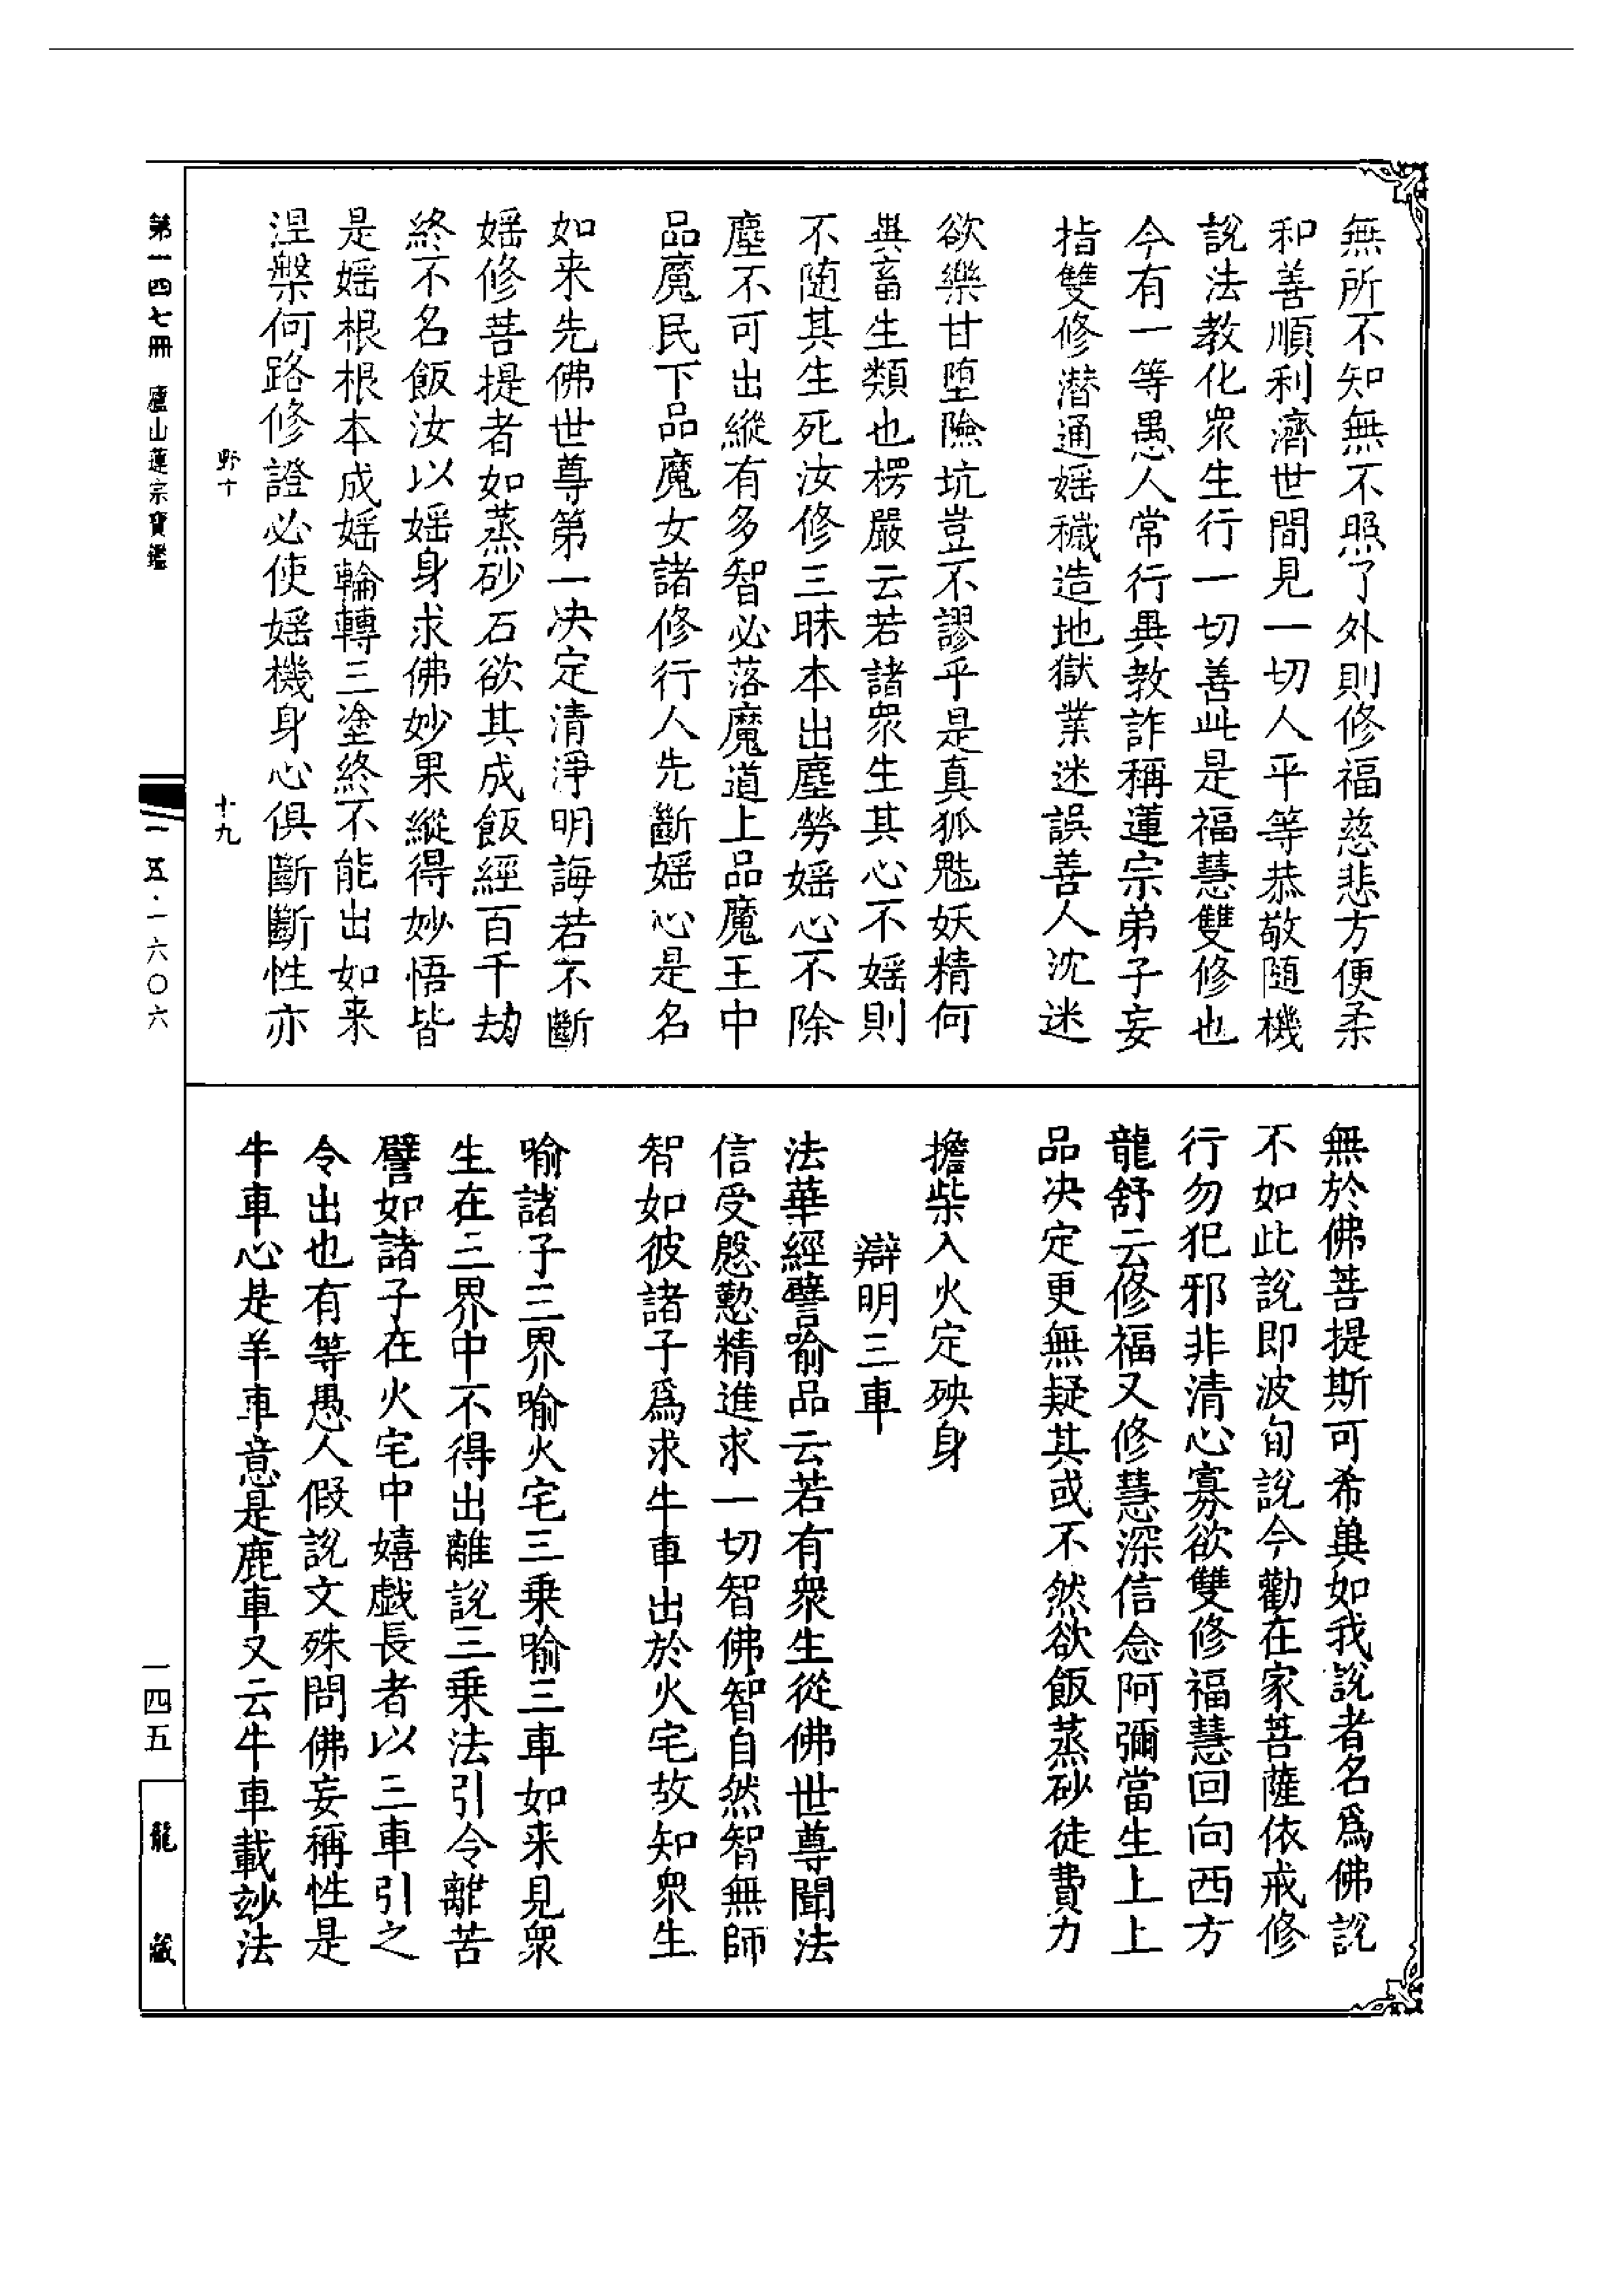 無所不知無不照了外則修福慈悲方便柔
和善順利濟世間見一切人平等恭敬随機
說法教化衆生行一切善此是福慧雙修也
今有一等愚人常行異教詐稱蓮宗弟子妄
指雙修潜通婬穢造地獄業迷誤善人沈迷
欲樂甘堕險坑豈不謬乎是真狐魅妖精何
異畜生類也楞嚴云若諸衆生其心不婬則
不随其生死汝修三昧本出塵勞婬心不除
塵不可出縱有多智必落魔道上品魔王中
品魔民下品魔女諸修行人先斷婬心是名
如来先佛世尊第一决定清淨明誨若不斷
婬修菩提者如蒸砂石欲其成飯經百千劫
終不名飯汝以婬身求佛妙果縱得妙悟皆
是婬根根本成婬輪轉三塗終不能出如来
涅槃何路修證必使婬機身心俱斷斷性亦
野十
十九
無於佛菩提斯可希兾如我說者名爲佛說
不如此說即波旬說今勸在家菩薩依戒修
行勿犯邪非清心寡欲雙修福慧回向西方
龍舒云修福又修慧深信念阿彌當生上上
品决定更無疑其或不然欲飯蒸砂徒費力
擔柴入火定殃身
辯明三車
法華經譬喻品云若有衆生從佛世尊聞法
信受慇懃精進求一切智佛智自然智無師
智如彼諸子爲求牛車出於火宅故知衆生
喻諸子三界喻火宅三乘喻三車如来見衆
生在三界中不得出離說三乘法引令離苦
譬如諸子在火宅中嬉戲長者以三車引之
令出也有等愚人假說文殊問佛妄稱性是
牛車心是羊車意是鹿車又云牛車載玅法
第一四七冊 廬山蓮宗寶鑑
一五·一六〇六
一四五
龍藏